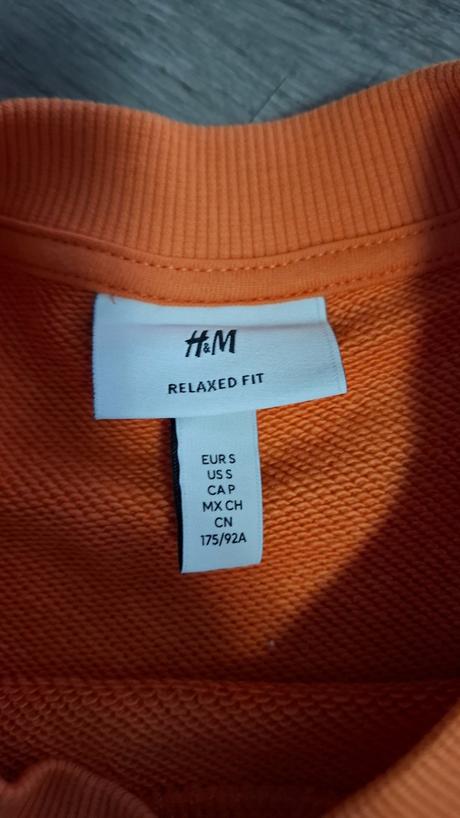 H&M
RELAXED FIT
EUR S
US S
CA P
MX CH
CN
175/92A